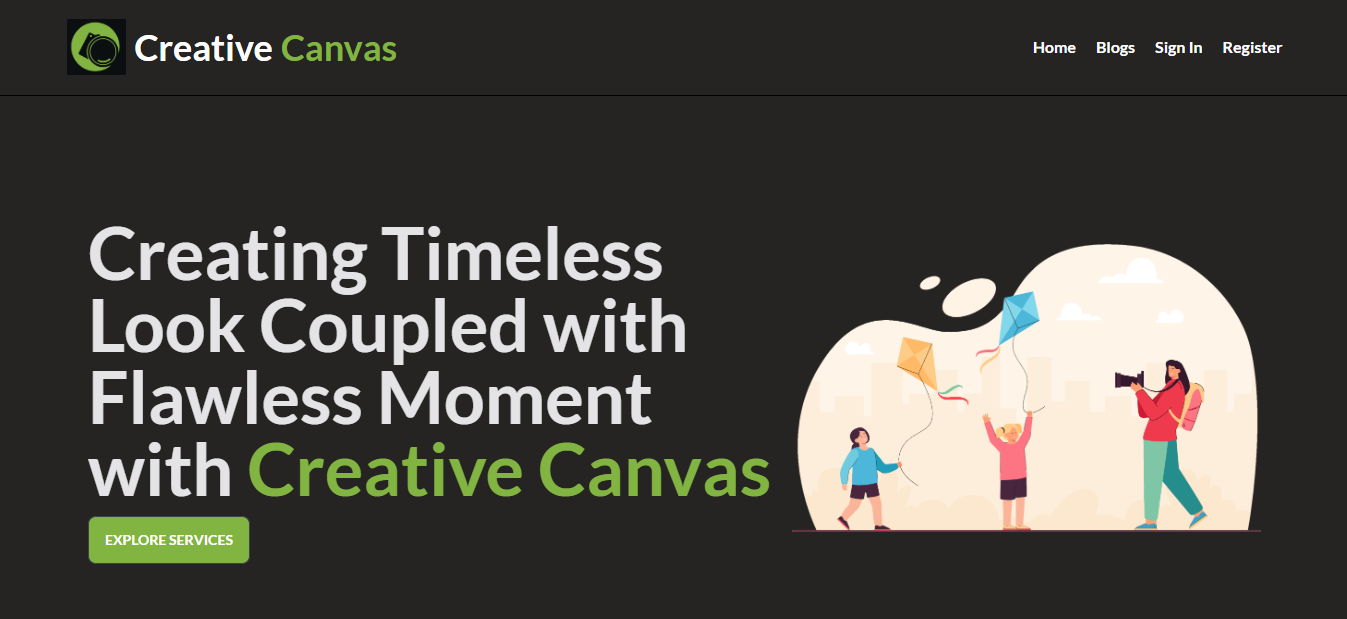 Creative Canvas
Home Blogs Sign In Register
Creating Timeless
Look Coupled with
Flawless Moment
with Creative Canvas
EXPLORE SERVICES